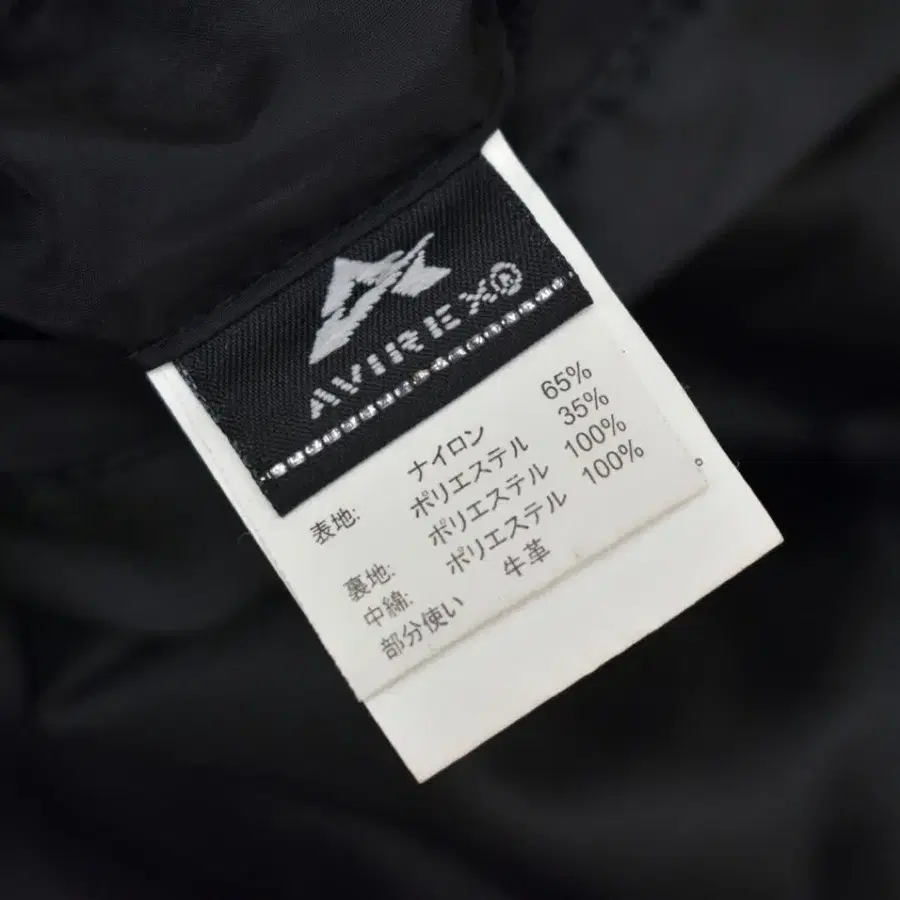 AVIREX®
表地: ナイロン 65%
ポリエステル 35%
裏地: ポリエステル 100%
中綿: ポリエステル 100%
部分使い 牛革